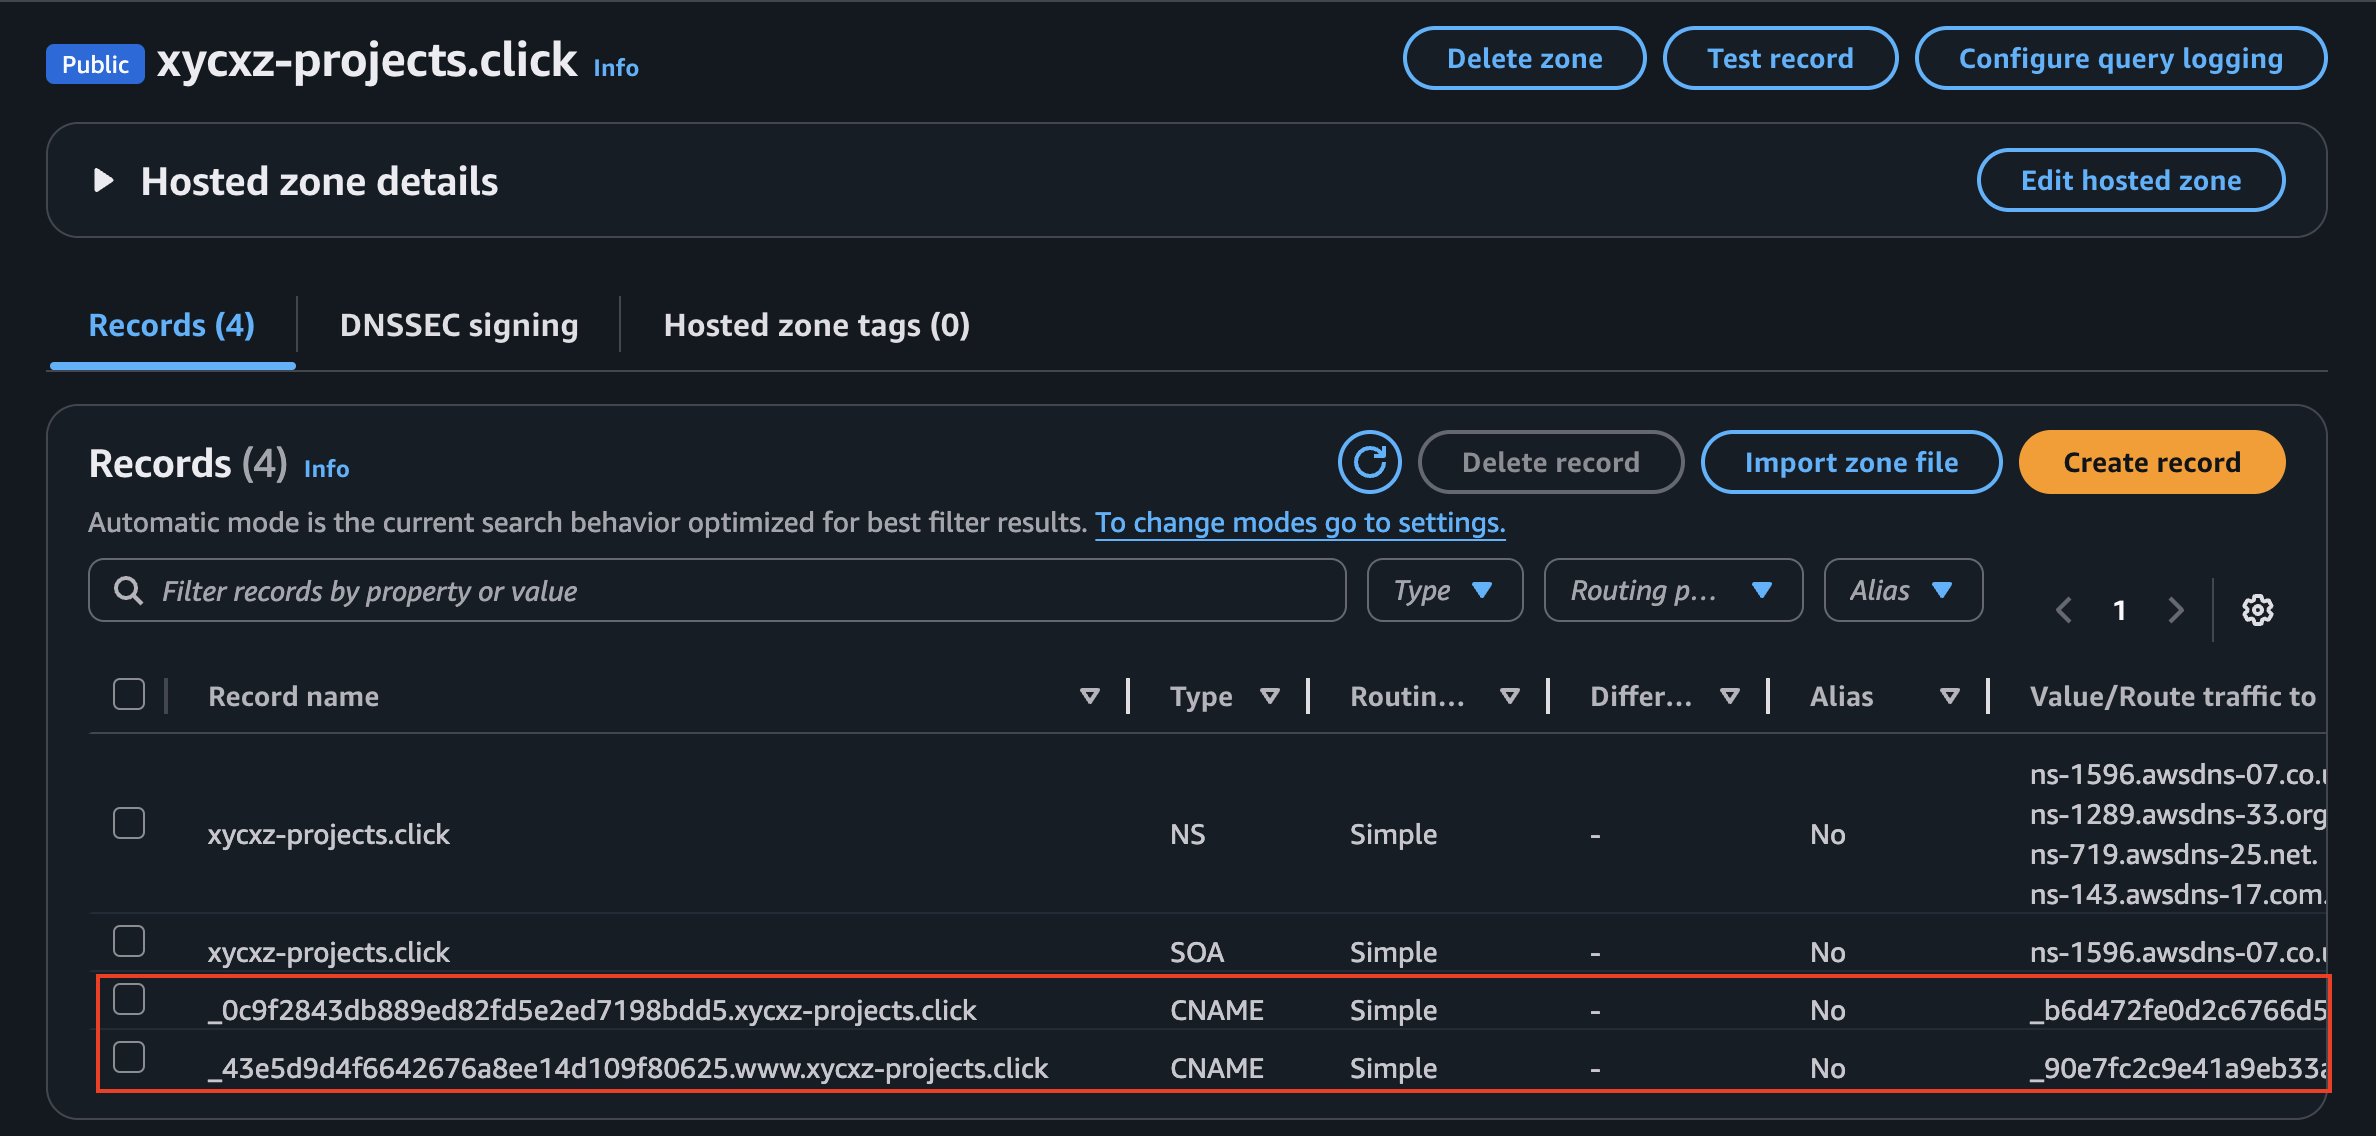 Public xycxz-projects.click Info Delete zone Test record Configure query logging
Hosted zone details Edit hosted zone
Records (4) DNSSEC signing Hosted zone tags (0)
Records (4) Info Delete record Import zone file Create record
Automatic mode is the current search behavior optimized for best filter results. To change modes go to settings.
Filter records by property or value Type Routing p... Alias 1
Record name Type Routin... Differ... Alias Value/Route traffic to
ns-1596.awsdns-07.co.u
ns-1289.awsdns-33.org
xycxz-projects.click NS Simple - No
ns-719.awsdns-25.net.
ns-143.awsdns-17.com.
xycxz-projects.click SOA Simple - No ns-1596.awsdns-07.co.u
_0c9f2843db889ed82fd5e2ed7198bdd5.xycxz-projects.click CNAME Simple - No _b6d472fe0d2c6766d5
_43e5d9d4f6642676a8ee14d109f80625.www.xycxz-projects.click CNAME Simple - No _90e7fc2c9e41a9eb33a